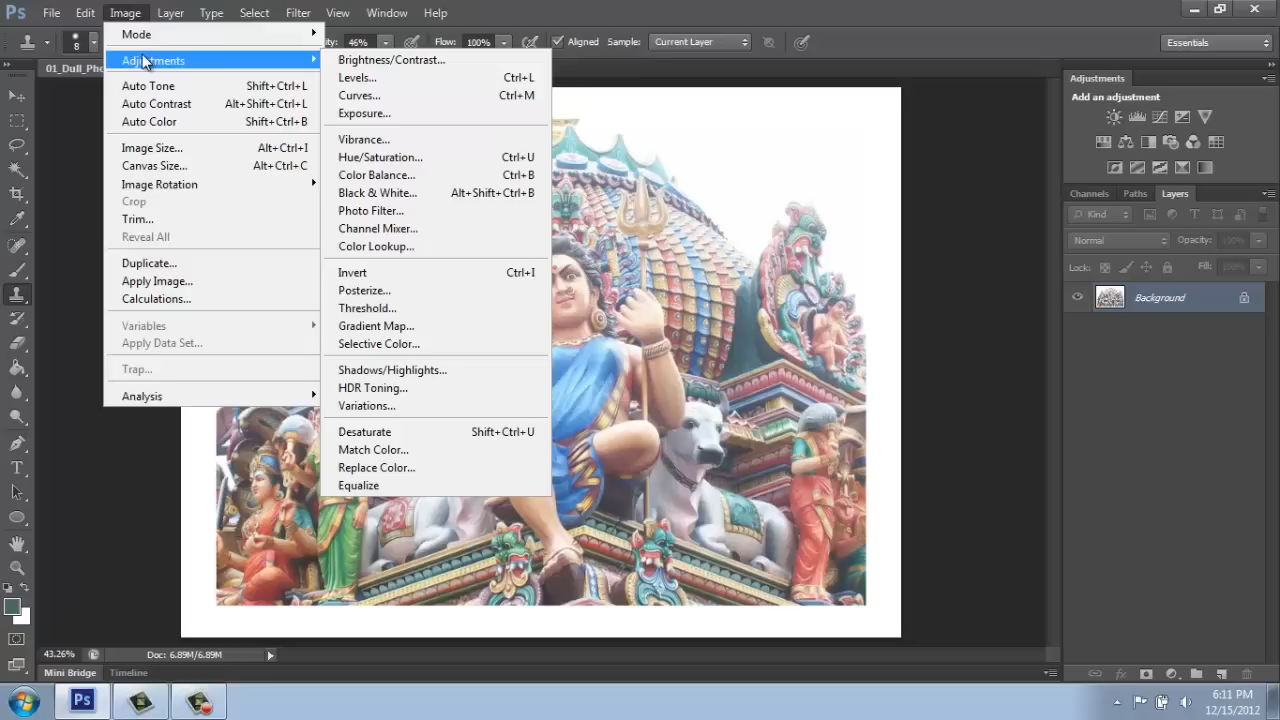 Ps File Edit Image Layer Type Select Filter View Window Help
8
46% Flow: 100% Aligned Sample: Current Layer Essentials
Mode
Adjustments
Auto Tone Shift+Ctrl+L
Auto Contrast Alt+Shift+Ctrl+L
Auto Color Shift+Ctrl+B
Image Size... Alt+Ctrl+I
Canvas Size... Alt+Ctrl+C
Image Rotation
Crop
Trim...
Reveal All
Duplicate...
Apply Image...
Calculations...
Variables
Apply Data Set...
Trap...
Analysis
Brightness/Contrast...
Levels... Ctrl+L
Curves... Ctrl+M
Exposure...
Vibrance...
Hue/Saturation... Ctrl+U
Color Balance... Ctrl+B
Black & White... Alt+Shift+Ctrl+B
Photo Filter...
Channel Mixer...
Color Lookup...
Invert Ctrl+I
Posterize...
Threshold...
Gradient Map...
Selective Color...
Shadows/Highlights...
HDR Toning...
Variations...
Desaturate Shift+Ctrl+U
Match Color...
Replace Color...
Equalize
Adjustments
Add an adjustment
Channels Paths Layers
Kind
Normal Opacity:
Lock: Fill:
Background
43.26% Doc: 6.89M/6.89M
Mini Bridge Timeline
Ps
6:11 PM
12/15/2012